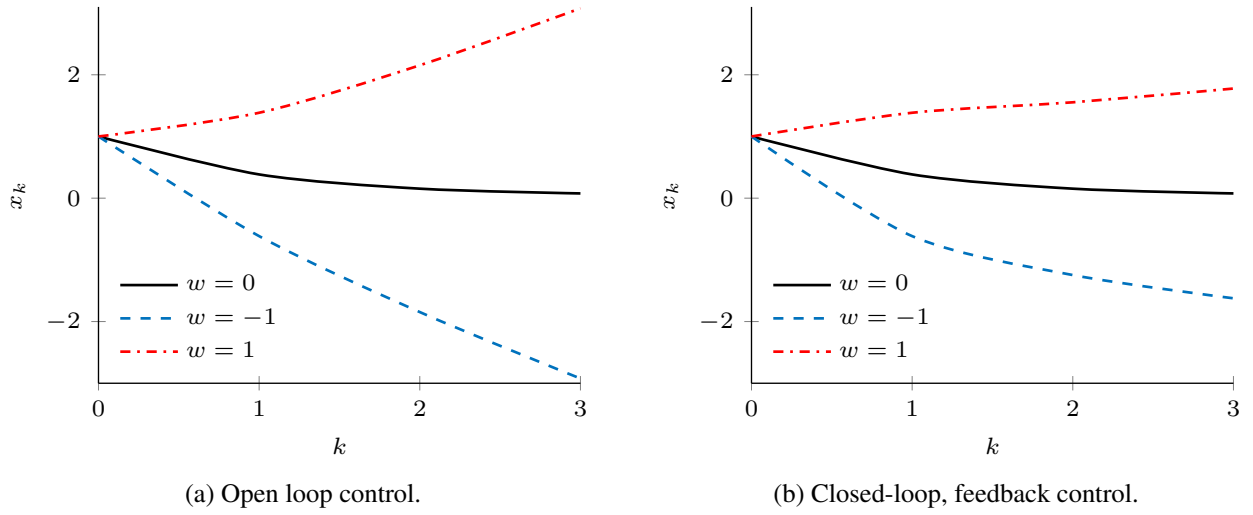 2
0
−2
x_k
w = 0
w = −1
w = 1
0 1 2 3
k
(a) Open loop control.
2
0
−2
x_k
w = 0
w = −1
w = 1
0 1 2 3
k
(b) Closed-loop, feedback control.